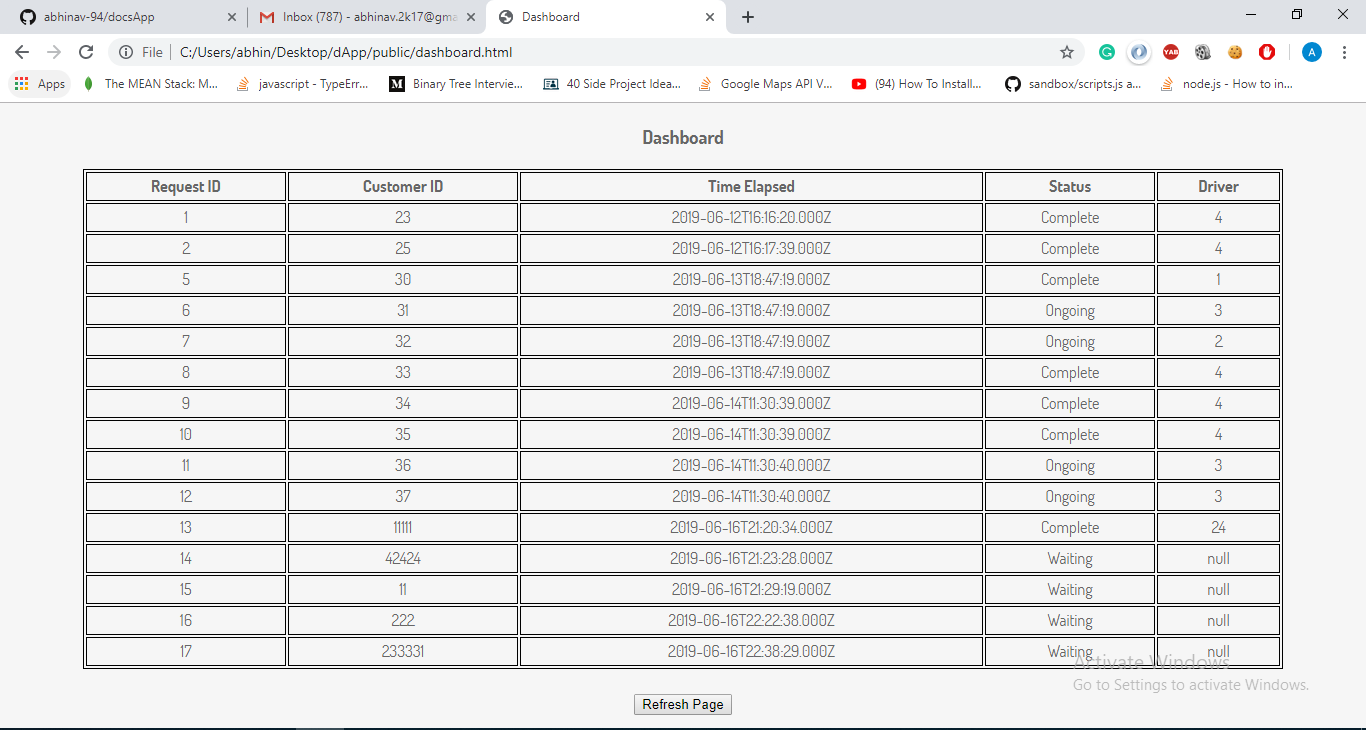 abhinav-94/docsApp
Inbox (787) - abhinav.2k17@gma
Dashboard
File
C:/Users/abhin/Desktop/dApp/public/dashboard.html
YAB
A
Apps
The MEAN Stack: M...
javascript - TypeErr...
M
Binary Tree Intervie...
40 Side Project Idea...
Google Maps API V...
(94) How To Install...
sandbox/scripts.js a...
node.js - How to in...
Dashboard
Request ID Customer ID Time Elapsed Status Driver
1 23 2019-06-12T16:16:20.000Z Complete 4
2 25 2019-06-12T16:17:39.000Z Complete 4
5 30 2019-06-13T18:47:19.000Z Complete 1
6 31 2019-06-13T18:47:19.000Z Ongoing 3
7 32 2019-06-13T18:47:19.000Z Ongoing 2
8 33 2019-06-13T18:47:19.000Z Complete 4
9 34 2019-06-14T11:30:39.000Z Complete 4
10 35 2019-06-14T11:30:39.000Z Complete 4
11 36 2019-06-14T11:30:40.000Z Ongoing 3
12 37 2019-06-14T11:30:40.000Z Ongoing 3
13 11111 2019-06-16T21:20:34.000Z Complete 24
14 42424 2019-06-16T21:23:28.000Z Waiting null
15 11 2019-06-16T21:29:19.000Z Waiting null
16 222 2019-06-16T22:22:38.000Z Waiting null
17 233331 2019-06-16T22:38:29.000Z Waiting null
Activate Windows
Go to Settings to activate Windows.
Refresh Page